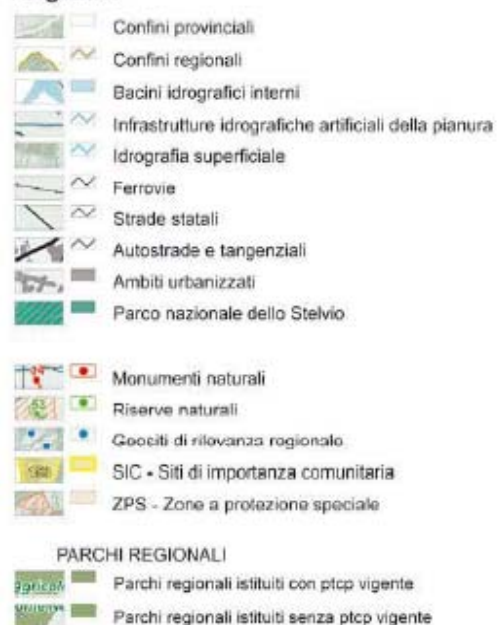 Confini provinciali
Confini regionali
Bacini idrografici interni
Infrastrutture idrografiche artificiali della pianura
Idrografia superficiale
Ferrovie
Strade statali
Autostrade e tangenziali
Ambiti urbanizzati
Parco nazionale dello Stelvio
Monumenti naturali
Riserve naturali
Geositi di rilevanza regionale
SIC - Siti di importanza comunitaria
ZPS - Zone a protezione speciale
PARCHI REGIONALI
Parchi regionali istituiti con ptcp vigente
Parchi regionali istituiti senza ptcp vigente